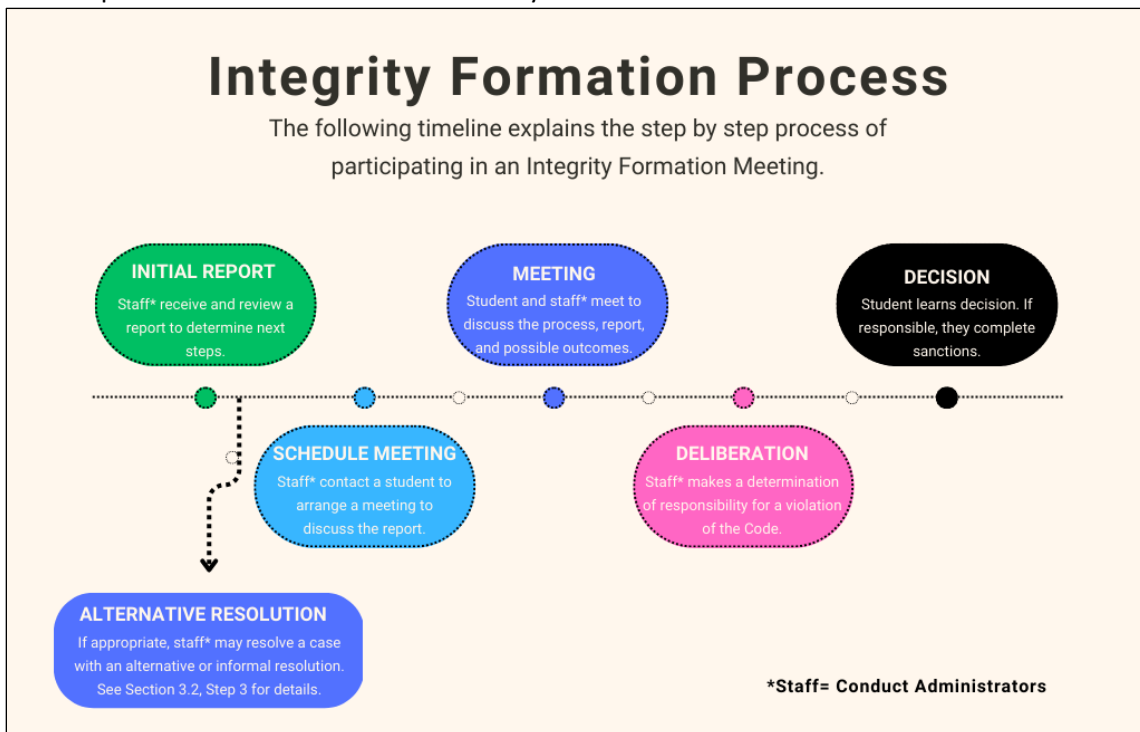 Integrity Formation Process
The following timeline explains the step by step process of
participating in an Integrity Formation Meeting.
INITIAL REPORT
Staff* receive and review a
report to determine next
steps.
MEETING
Student and staff* meet to
discuss the process, report,
and possible outcomes.
DECISION
Student learns decision. If
responsible, they complete
sanctions.
SCHEDULE MEETING
Staff* contact a student to
arrange a meeting to
discuss the report.
DELIBERATION
Staff* makes a determination
of responsibility for a violation
of the Code.
ALTERNATIVE RESOLUTION
If appropriate, staff* may resolve a case
with an alternative or informal resolution.
See Section 3.2, Step 3 for details.
*Staff= Conduct Administrators